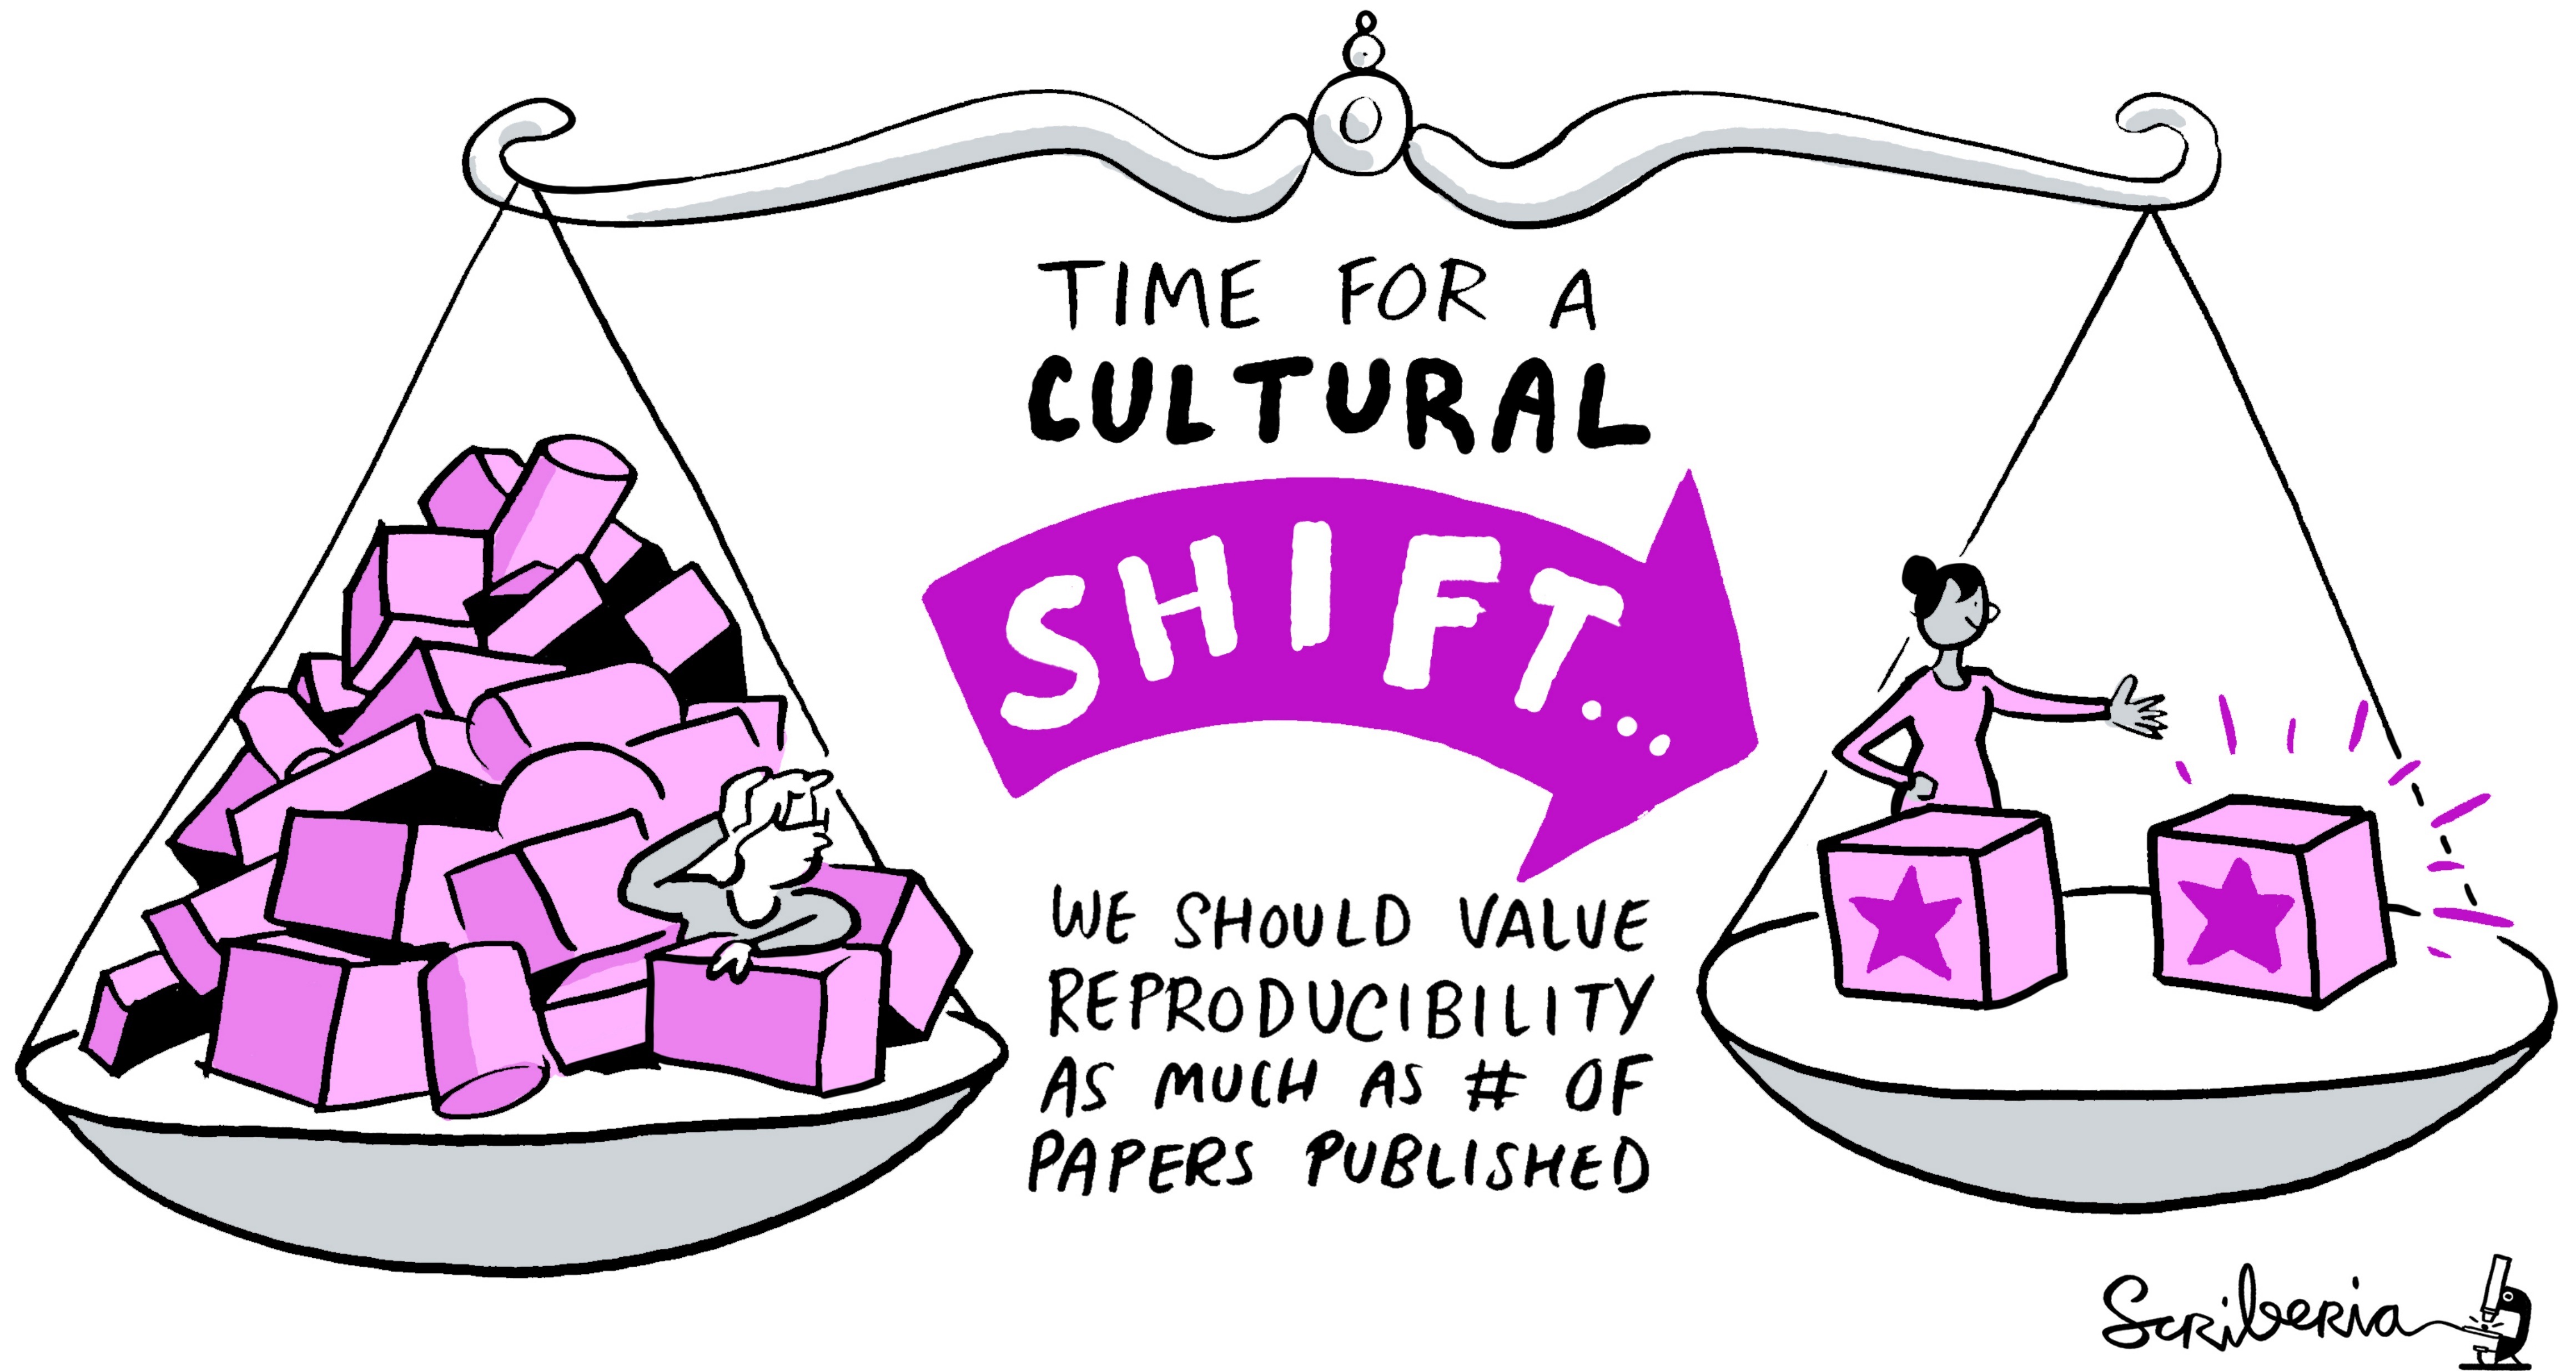 TIME FOR A
CULTURAL
SHIFT...
WE SHOULD VALUE
REPRODUCIBILITY
AS MUCH AS # OF
PAPERS PUBLISHED
Scriberia